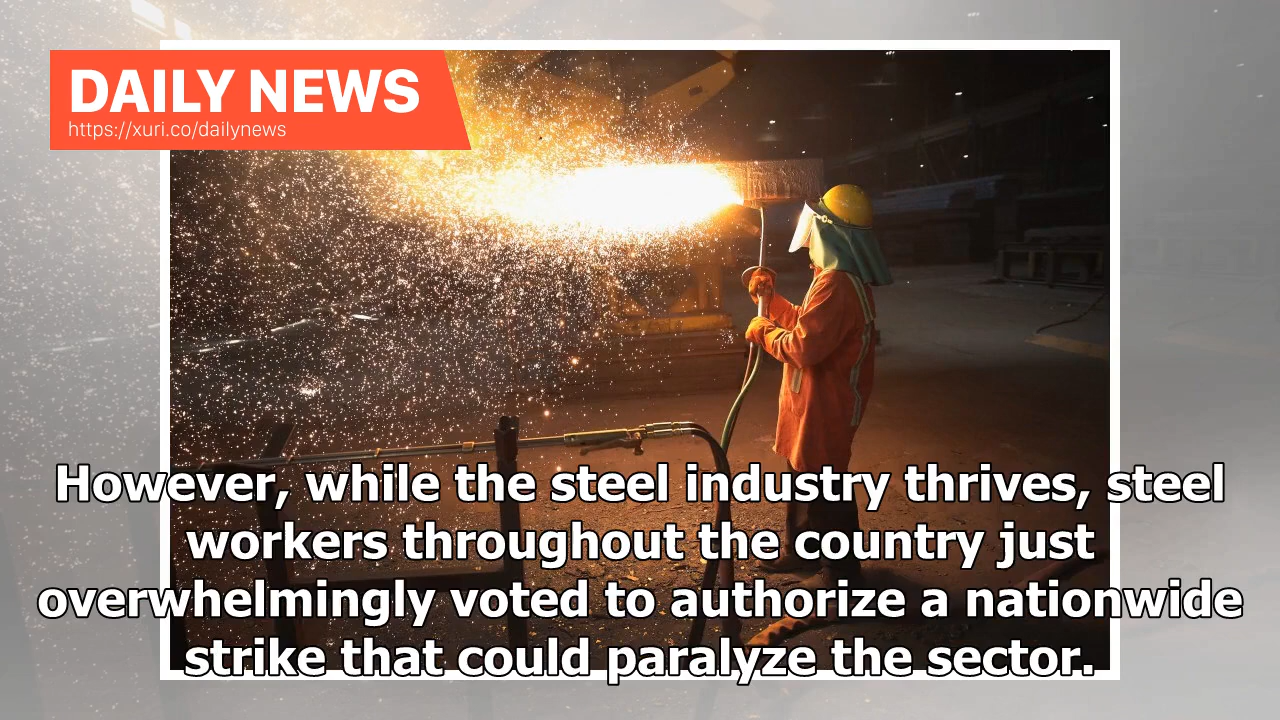 DAILY NEWS
https://xuri.co/dailynews
However, while the steel industry thrives, steel
workers throughout the country just
overwhelmingly voted to authorize a nationwide
strike that could paralyze the sector.